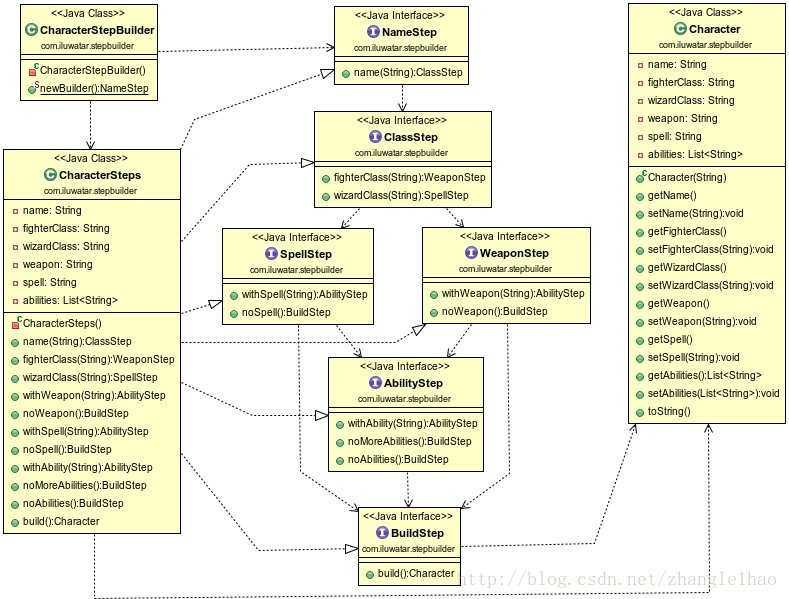 <<Java Class>>
CharacterStepBuilder
com.iluwatar.stepbuilder
CharacterStepBuilder()
newBuilder():NameStep
<<Java Interface>>
NameStep
com.iluwatar.stepbuilder
name(String):ClassStep
<<Java Class>>
Character
com.iluwatar.stepbuilder
name: String
fighterClass: String
wizardClass: String
weapon: String
spell: String
abilities: List<String>
Character(String)
getName()
setName(String):void
getFighterClass()
setFighterClass(String):void
getWizardClass()
setWizardClass(String):void
getWeapon()
setWeapon(String):void
getSpell()
setSpell(String):void
getAbilities():List<String>
setAbilities(List<String>):void
toString()
<<Java Interface>>
ClassStep
com.iluwatar.stepbuilder
fighterClass(String):WeaponStep
wizardClass(String):SpellStep
<<Java Class>>
CharacterSteps
com.iluwatar.stepbuilder
name: String
fighterClass: String
wizardClass: String
weapon: String
spell: String
abilities: List<String>
CharacterSteps()
name(String):ClassStep
fighterClass(String):WeaponStep
wizardClass(String):SpellStep
withWeapon(String):AbilityStep
noWeapon():BuildStep
withSpell(String):AbilityStep
noSpell():BuildStep
withAbility(String):AbilityStep
noMoreAbilities():BuildStep
noAbilities():BuildStep
build():Character
<<Java Interface>>
SpellStep
com.iluwatar.stepbuilder
withSpell(String):AbilityStep
noSpell():BuildStep
<<Java Interface>>
WeaponStep
com.iluwatar.stepbuilder
withWeapon(String):AbilityStep
noWeapon():BuildStep
<<Java Interface>>
AbilityStep
com.iluwatar.stepbuilder
withAbility(String):AbilityStep
noMoreAbilities():BuildStep
noAbilities():BuildStep
<<Java Interface>>
BuildStep
com.iluwatar.stepbuilder
build():Character
http://blog.csdn.net/zhangle1hao